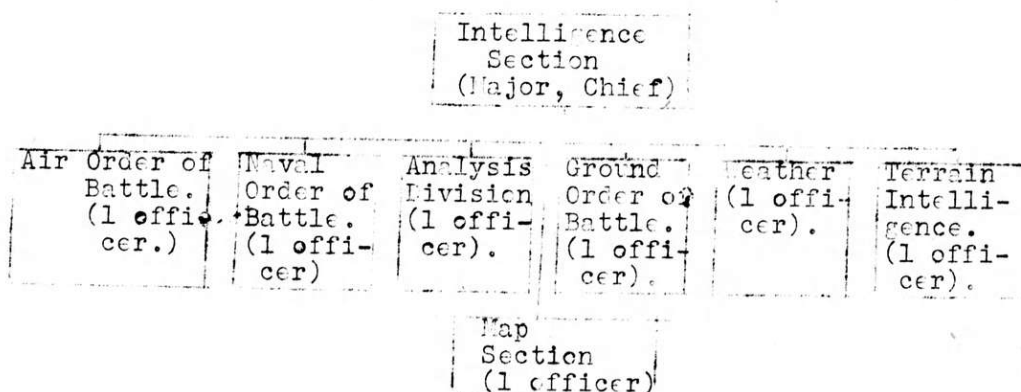 Intelligence
Section
(Major, Chief)
Air Order of
Battle.
(1 offi-
cer.)
Naval
Order of
Battle.
(1 offi-
cer)
Analysis
Division
(1 offi-
cer).
Ground
Order of
Battle.
(1 offi-
cer).
Weather
(1 offi-
cer).
Terrain
Intelli-
gence.
(1 offi-
cer).
Map
Section
(1 officer)